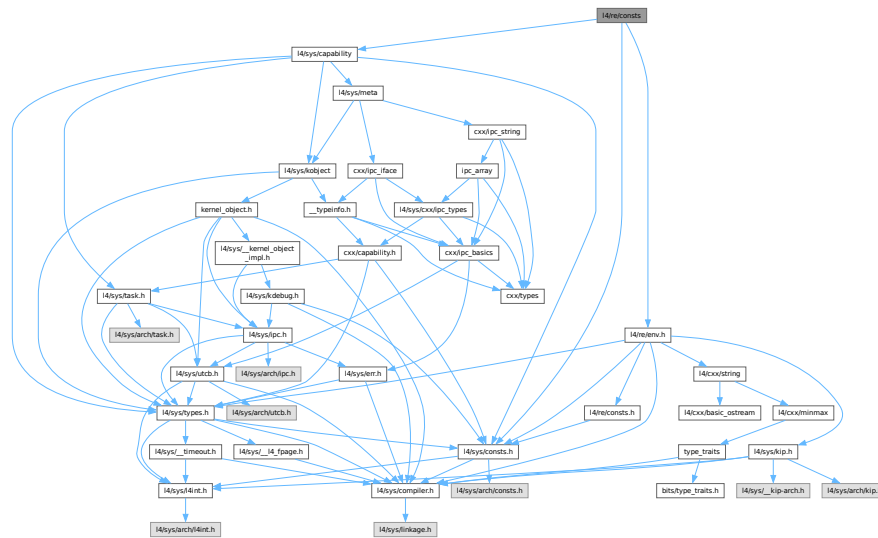 l4/re/consts
l4/sys/capability
l4/sys/meta
cxx/ipc_string
l4/sys/kobject
cxx/ipc_iface
ipc_array
kernel_object.h
__typeinfo.h
l4/sys/cxx/ipc_types
l4/sys/__kernel_object
_impl.h
cxx/capability.h
cxx/ipc_basics
l4/sys/task.h
l4/sys/kdebug.h
cxx/types
l4/sys/arch/task.h
l4/sys/ipc.h
l4/re/env.h
l4/sys/utcb.h
l4/sys/arch/ipc.h
l4/sys/err.h
l4/cxx/string
l4/sys/types.h
l4/sys/arch/utcb.h
l4/re/consts.h
l4/cxx/basic_ostream
l4/cxx/minmax
l4/sys/__timeout.h
l4/sys/__l4_fpage.h
l4/sys/consts.h
type_traits
l4/sys/kip.h
l4/sys/l4int.h
l4/sys/compiler.h
l4/sys/arch/consts.h
bits/type_traits.h
l4/sys/__kip-arch.h
l4/sys/arch/kip.
l4/sys/arch/l4int.h
l4/sys/linkage.h